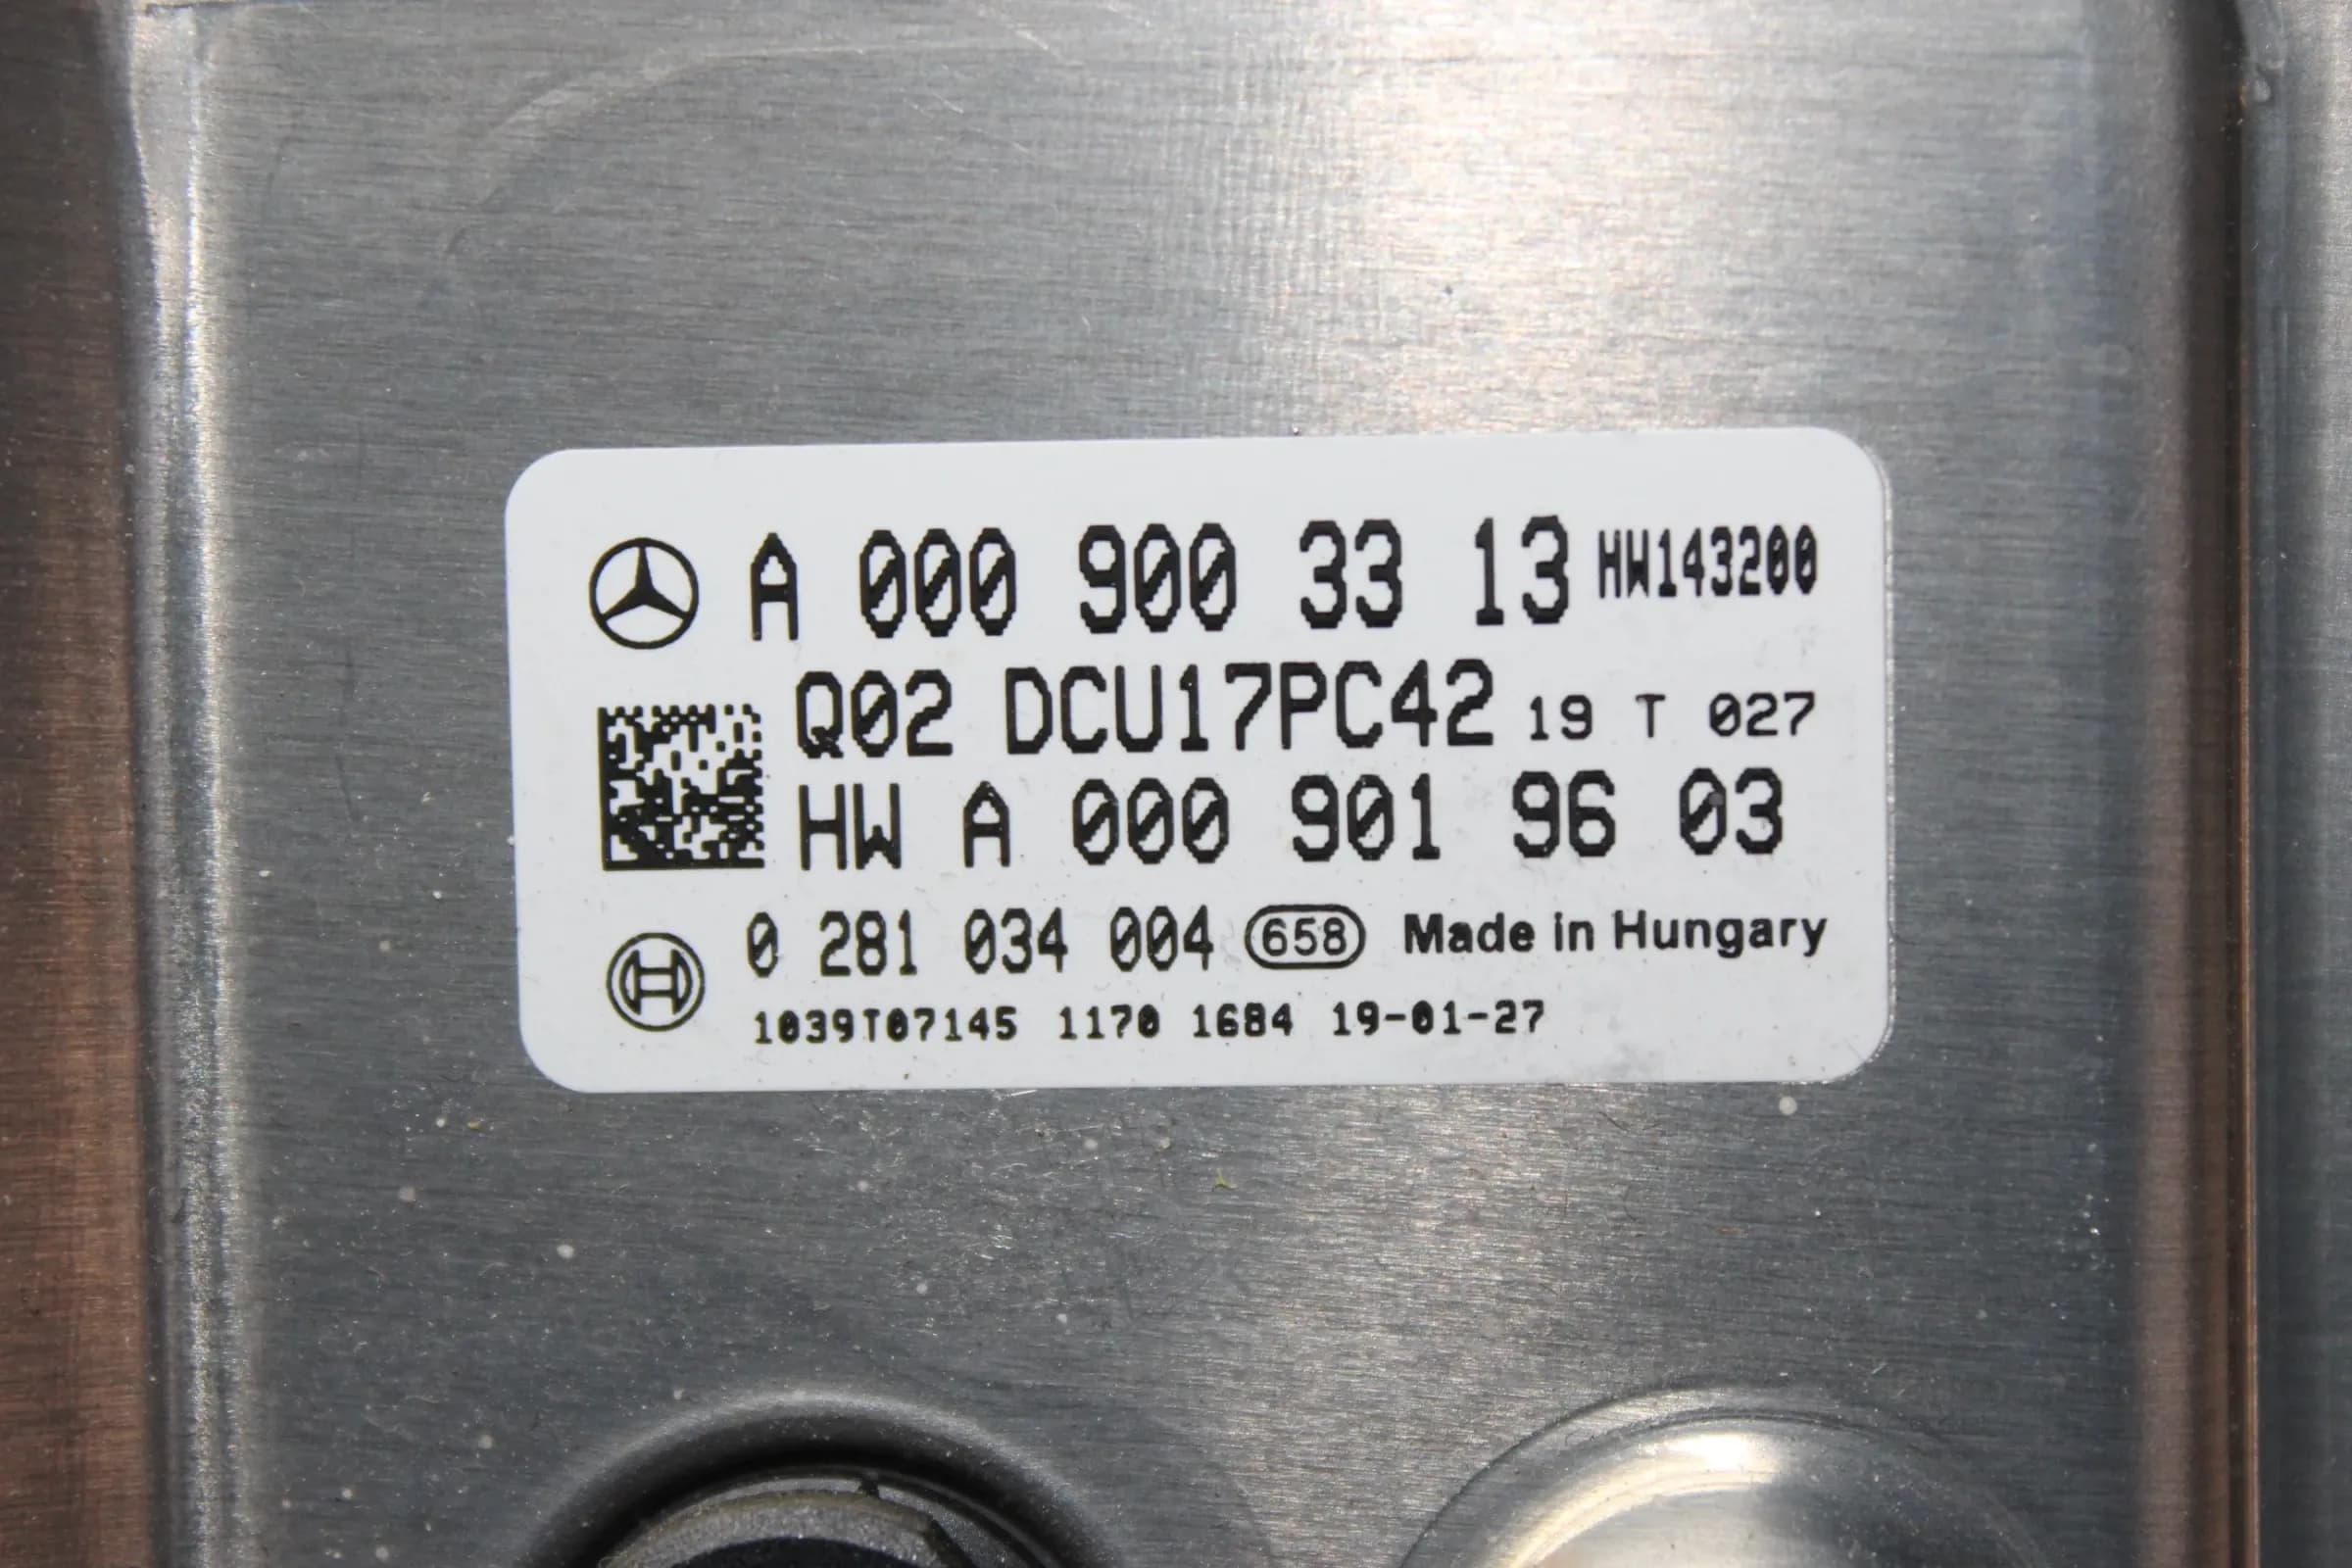 A 000 900 33 13 HW143200
Q02 DCU17PC42 19 T 027
HW A 000 901 96 03
0 281 034 004 658 Made in Hungary
1039T07145 1170 1684 19-01-27